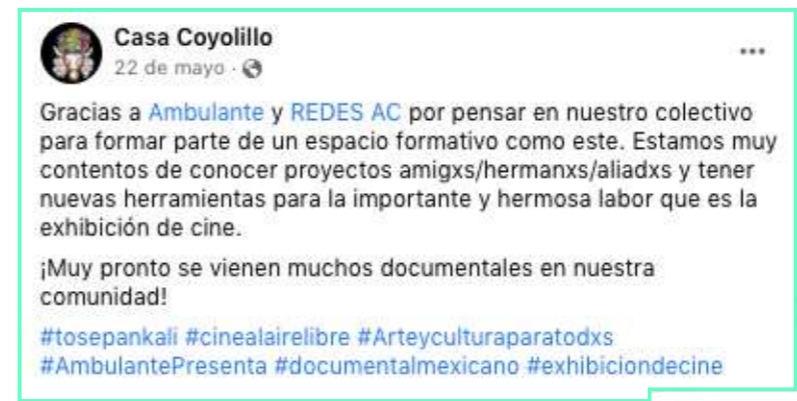 Casa Coyolillo
22 de mayo ·
Gracias a Ambulante y REDES AC por pensar en nuestro colectivo
para formar parte de un espacio formativo como este. Estamos muy
contentos de conocer proyectos amigxs/hermanxs/aliadxs y tener
nuevas herramientas para la importante y hermosa labor que es la
exhibición de cine.
¡Muy pronto se vienen muchos documentales en nuestra
comunidad!
#tosepankali #cinealairelibre #Arteyculturaparatodxs
#AmbulantePresenta #documentalmexicano #exhibiciondecine